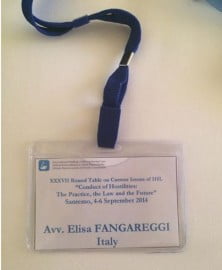 XXXVII Round Table on Current Issues of IHL
"Conduct of Hostilities:
The Practice, the Law and the Future"
Sanremo, 4-6 September 2014
Avv. Elisa FANGAREGGI
Italy